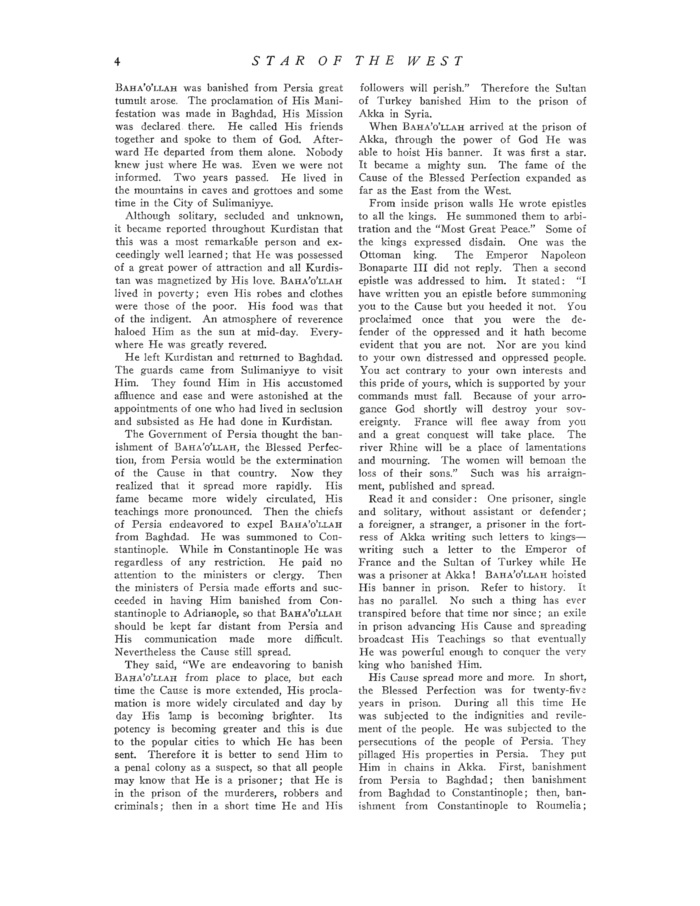 4
STAR OF THE WEST
BAHA'O'LLAH was banished from Persia great
tumult arose. The proclamation of His Mani-
festation was made in Baghdad, His Mission
was declared there. He called His friends
together and spoke to them of God. After-
ward He departed from them alone. Nobody
knew just where He was. Even we were not
informed. Two years passed. He lived in
the mountains in caves and grottoes and some
time in the City of Sulimaniyye.
Although solitary, secluded and unknown,
it became reported throughout Kurdistan that
this was a most remarkable person and ex-
ceedingly well learned; that He was possessed
of a great power of attraction and all Kurdis-
tan was magnetized by His love. BAHA'O'LLAH
lived in poverty; even His robes and clothes
were those of the poor. His food was that
of the indigent. An atmosphere of reverence
haloed Him as the sun at mid-day. Every-
where He was greatly revered.
He left Kurdistan and returned to Baghdad.
The guards came from Sulimaniyye to visit
Him. They found Him in His accustomed
affluence and ease and were astonished at the
appointments of one who had lived in seclusion
and subsisted as He had done in Kurdistan.
The Government of Persia thought the ban-
ishment of BAHA'O'LLAH, the Blessed Perfec-
tion, from Persia would be the extermination
of the Cause in that country. Now they
realized that it spread more rapidly. His
fame became more widely circulated, His
teachings more pronounced. Then the chiefs
of Persia endeavored to expel BAHA'O'LLAH
from Baghdad. He was summoned to Con-
stantinople. While in Constantinople He was
regardless of any restriction. He paid no
attention to the ministers or clergy. Then
the ministers of Persia made efforts and suc-
ceeded in having Him banished from Con-
stantinople to Adrianople, so that BAHA'O'LLAH
should be kept far distant from Persia and
His communication made more difficult.
Nevertheless the Cause still spread.
They said, "We are endeavoring to banish
BAHA'O'LLAH from place to place, but each
time the Cause is more extended, His procla-
mation is more widely circulated and day by
day His lamp is becoming brighter. Its
potency is becoming greater and this is due
to the popular cities to which He has been
sent. Therefore it is better to send Him to
a penal colony as a suspect, so that all people
may know that He is a prisoner; that He is
in the prison of the murderers, robbers and
criminals; then in a short time He and His
followers will perish." Therefore the Sultan
of Turkey banished Him to the prison of
Akka in Syria.
When BAHA'O'LLAH arrived at the prison of
Akka, through the power of God He was
able to hoist His banner. It was first a star.
It became a mighty sun. The fame of the
Cause of the Blessed Perfection expanded as
far as the East from the West.
From inside prison walls He wrote epistles
to all the kings. He summoned them to arbi-
tration and the "Most Great Peace." Some of
the kings expressed disdain. One was the
Ottoman king. The Emperor Napoleon
Bonaparte III did not reply. Then a second
epistle was addressed to him. It stated: "I
have written you an epistle before summoning
you to the Cause but you heeded it not. You
proclaimed once that you were the de-
fender of the oppressed and it hath become
evident that you are not. Nor are you kind
to your own distressed and oppressed people.
You act contrary to your own interests and
this pride of yours, which is supported by your
commands must fall. Because of your arro-
gance God shortly will destroy your sov-
ereignty. France will flee away from you
and a great conquest will take place. The
river Rhine will be a place of lamentations
and mourning. The women will bemoan the
loss of their sons." Such was his arraign-
ment, published and spread.
Read it and consider: One prisoner, single
and solitary, without assistant or defender;
a foreigner, a stranger, a prisoner in the fort-
ress of Akka writing such letters to kings—
writing such a letter to the Emperor of
France and the Sultan of Turkey while He
was a prisoner at Akka! BAHA'O'LLAH hoisted
His banner in prison. Refer to history. It
has no parallel. No such a thing has ever
transpired before that time nor since; an exile
in prison advancing His Cause and spreading
broadcast His Teachings so that eventually
He was powerful enough to conquer the very
king who banished Him.
His Cause spread more and more. In short,
the Blessed Perfection was for twenty-five
years in prison. During all this time He
was subjected to the indignities and revile-
ment of the people. He was subjected to the
persecutions of the people of Persia. They
pillaged His properties in Persia. They put
Him in chains in Akka. First, banishment
from Persia to Baghdad; then banishment
from Baghdad to Constantinople; then, ban-
ishment from Constantinople to Roumelia;